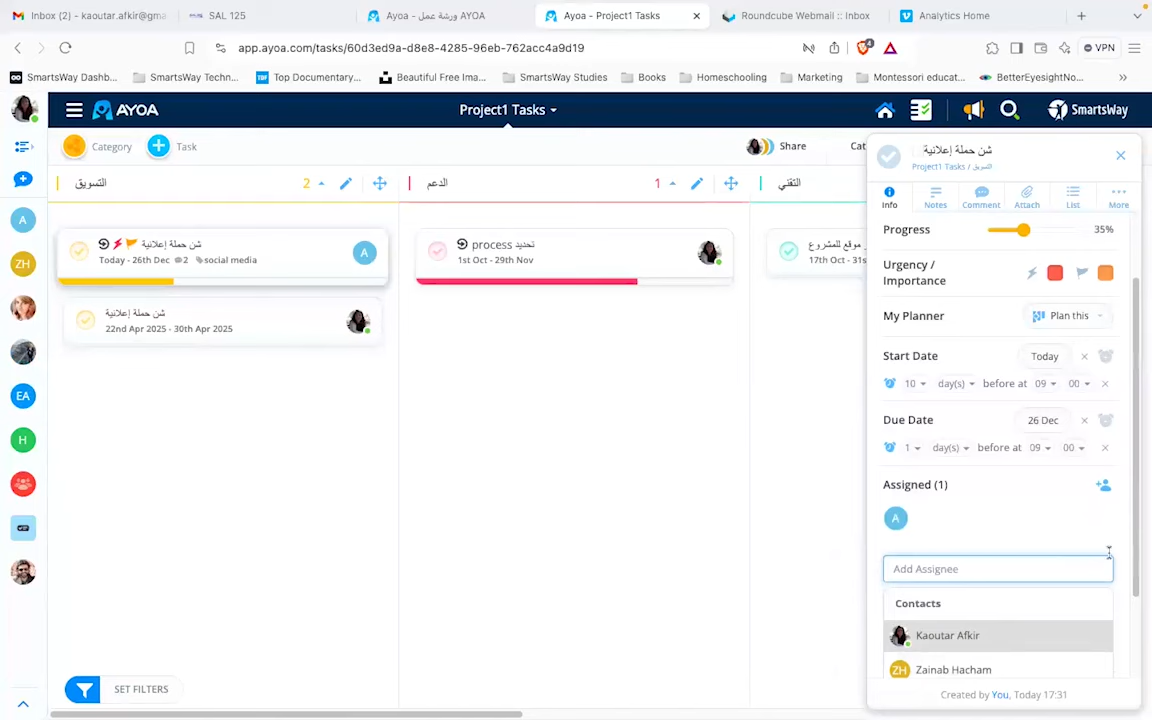 Inbox (2) - kaoutar.afkir@gma
SAL 125
Ayoa - ورشة عمل AYOA
Ayoa - Project1 Tasks
Roundcube Webmail :: Inbox
Analytics Home
app.ayoa.com/tasks/60d3ed9a-d8e8-4285-96eb-762acc4a9d19
4
VPN
SmartsWay Dashb...
SmartsWay Techn...
Top Documentary...
Beautiful Free Ima...
SmartsWay Studies
Books
Homeschooling
Marketing
Montessori educat...
BetterEyesightNo...
AYOA
Project1 Tasks
SmartsWay
Category
Task
Share
Cat
التسويق
2
الدعم
1
التقني
شن حملة إعلانية
Today - 26th Dec
2
social media
A
شن حملة إعلانية
22nd Apr 2025 - 30th Apr 2025
تحديد process
1st Oct - 29th Nov
موقع للمشروع
17th Oct - 31s
A
ZH
EA
H
SET FILTERS
شن حملة إعلانية
Project1 Tasks / التسويق
Info
Notes
Comment
Attach
List
More
Progress
35%
Urgency /
Importance
My Planner
Plan this
Start Date
Today
10 day(s) before at 09 00
Due Date
26 Dec
1 day(s) before at 09 00
Assigned (1)
A
Add Assignee
Contacts
Kaoutar Afkir
ZH
Zainab Hacham
Created by You, Today 17:31